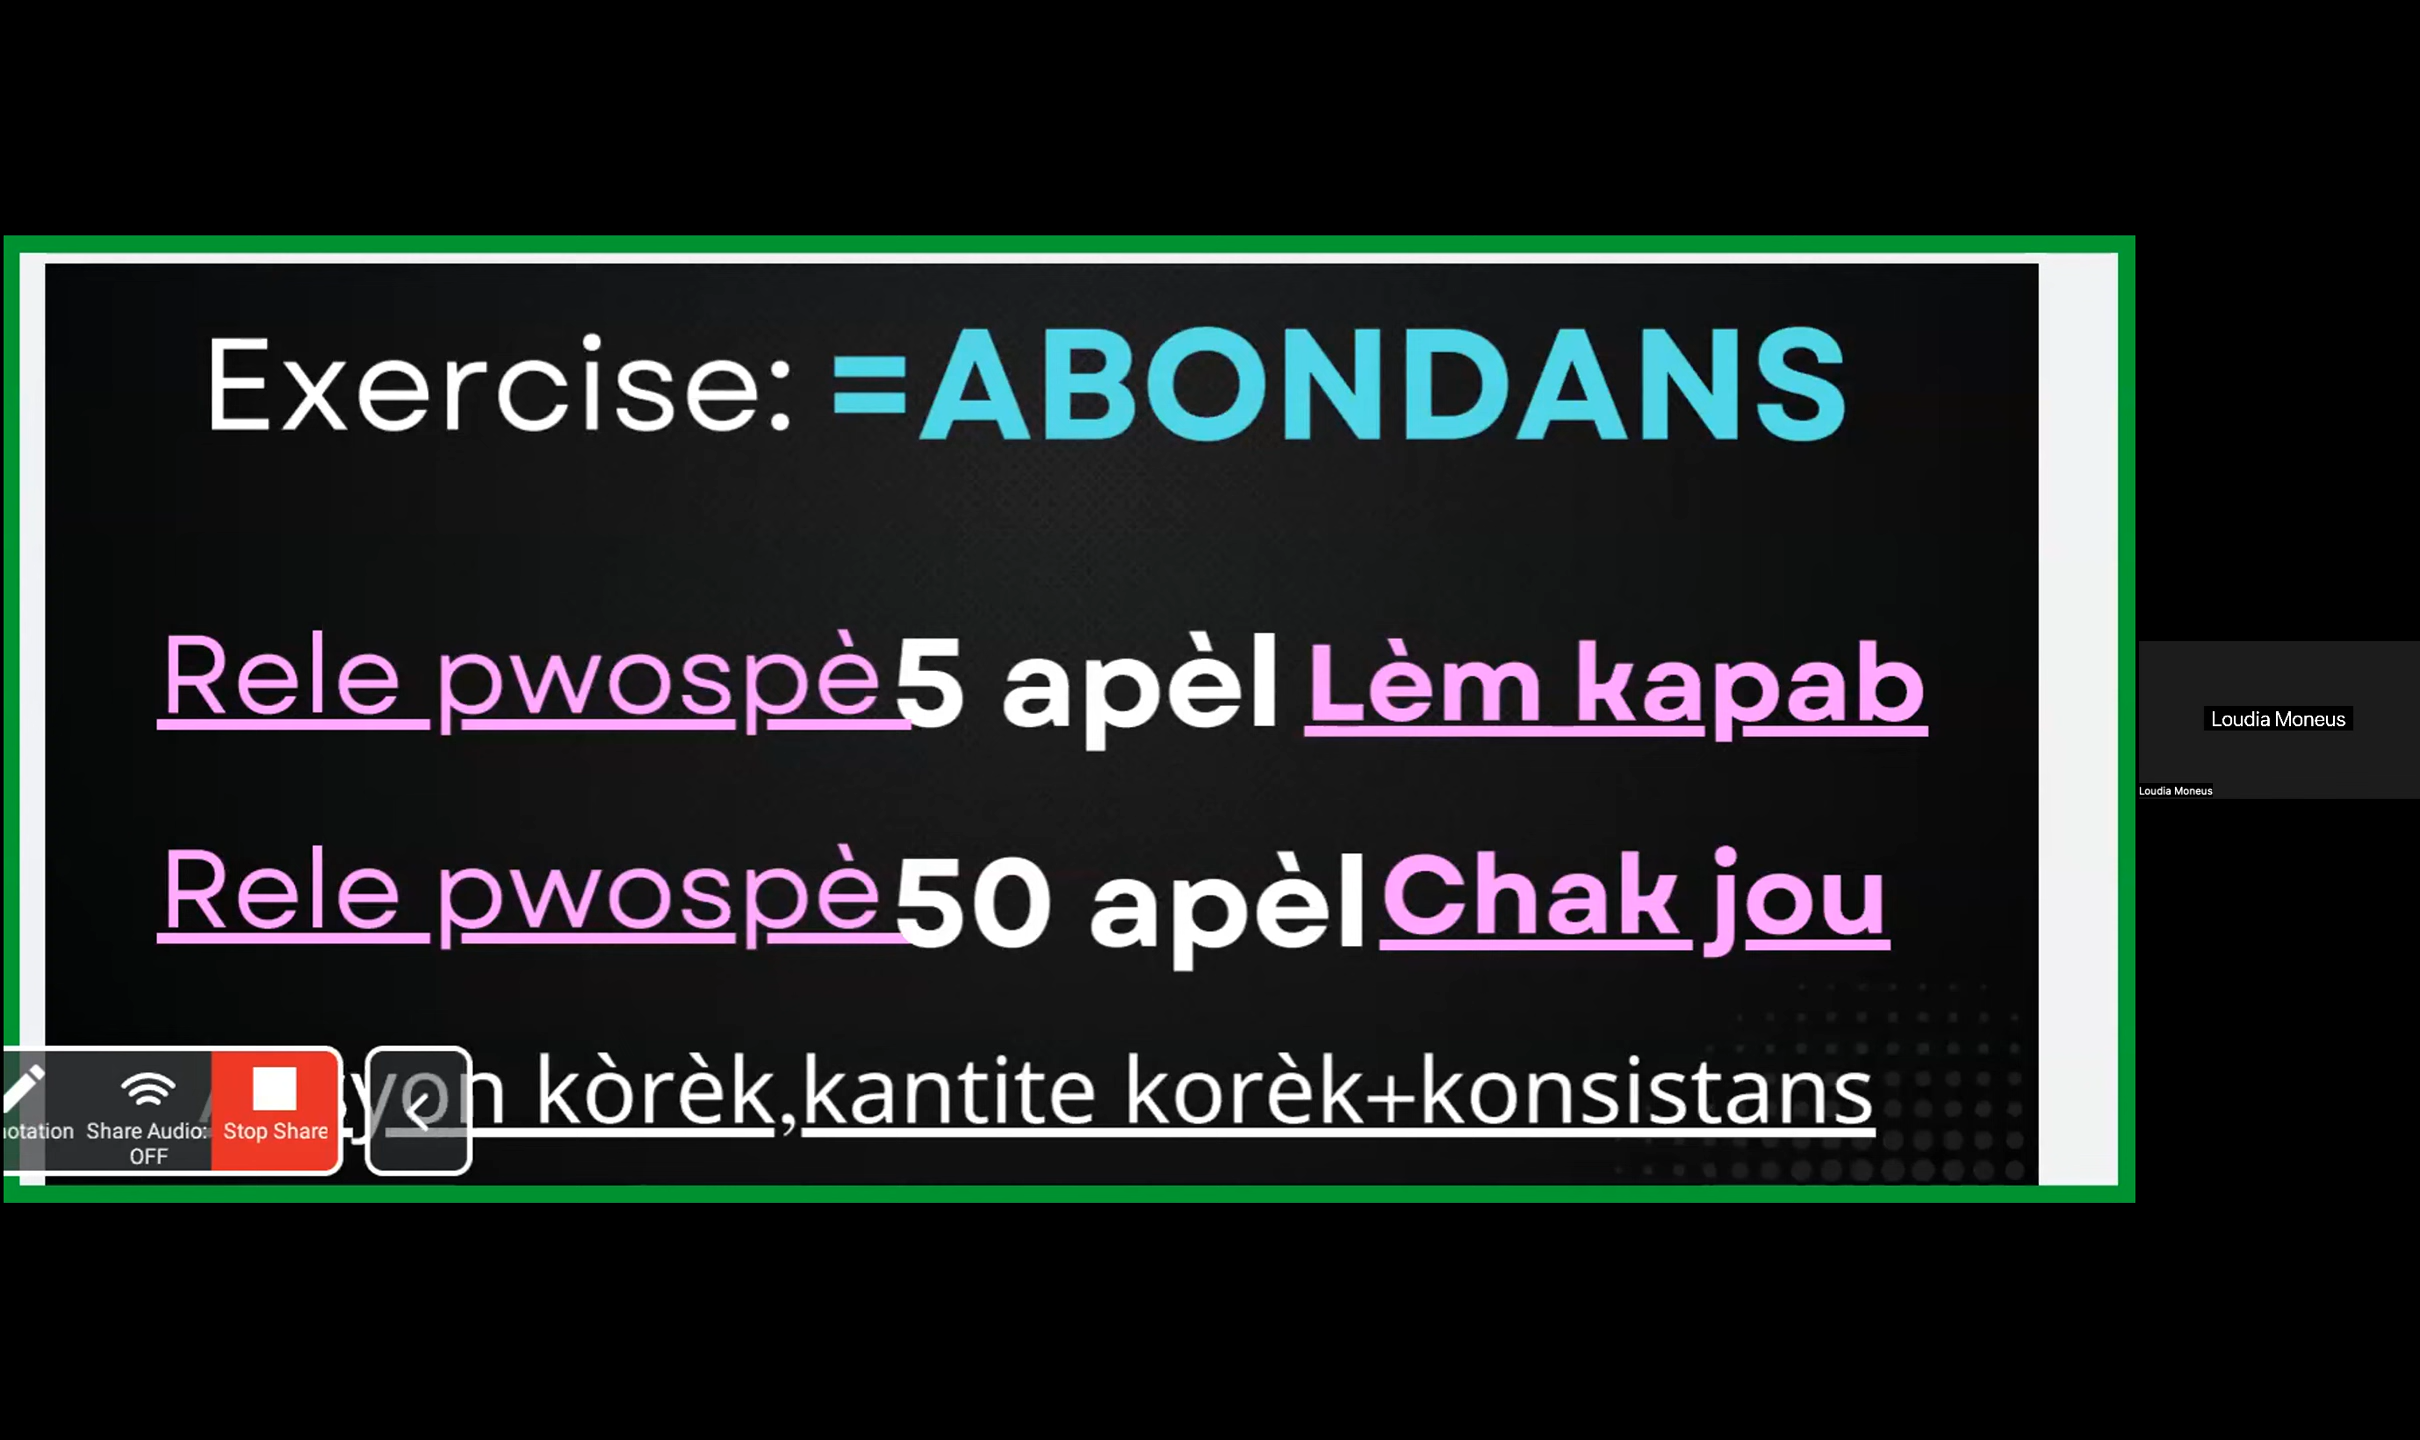 Exercise: =ABONDANS
Rele pwospè 5 apèl Lèm kapab
Rele pwospè 50 apèl Chak jou
kòrèk,kantite korèk+konsistans
Share Audio: Stop Share
OFF
Loudia Moneus
Loudia Moneus